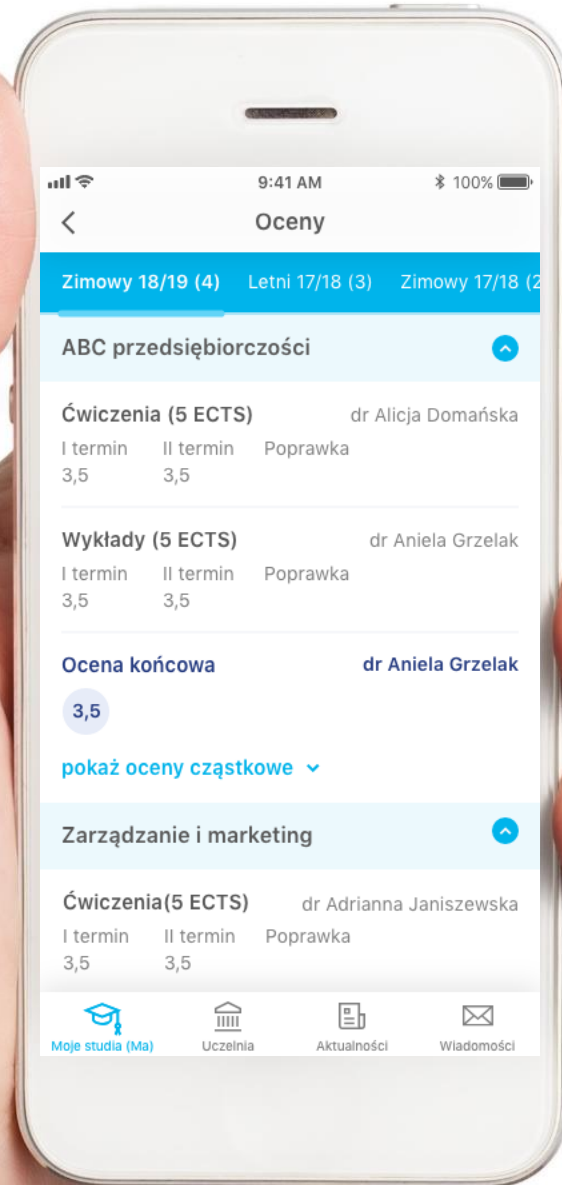 9:41 AM 100%
Oceny
Zimowy 18/19 (4) Letni 17/18 (3) Zimowy 17/18 (2
ABC przedsiębiorczości
Ćwiczenia (5 ECTS) dr Alicja Domańska
I termin II termin Poprawka
3,5 3,5
Wykłady (5 ECTS) dr Aniela Grzelak
I termin II termin Poprawka
3,5 3,5
Ocena końcowa dr Aniela Grzelak
3,5
pokaż oceny cząstkowe
Zarządzanie i marketing
Ćwiczenia(5 ECTS) dr Adrianna Janiszewska
I termin II termin Poprawka
3,5 3,5
Moje studia (Ma) Uczelnia Aktualności Wiadomości